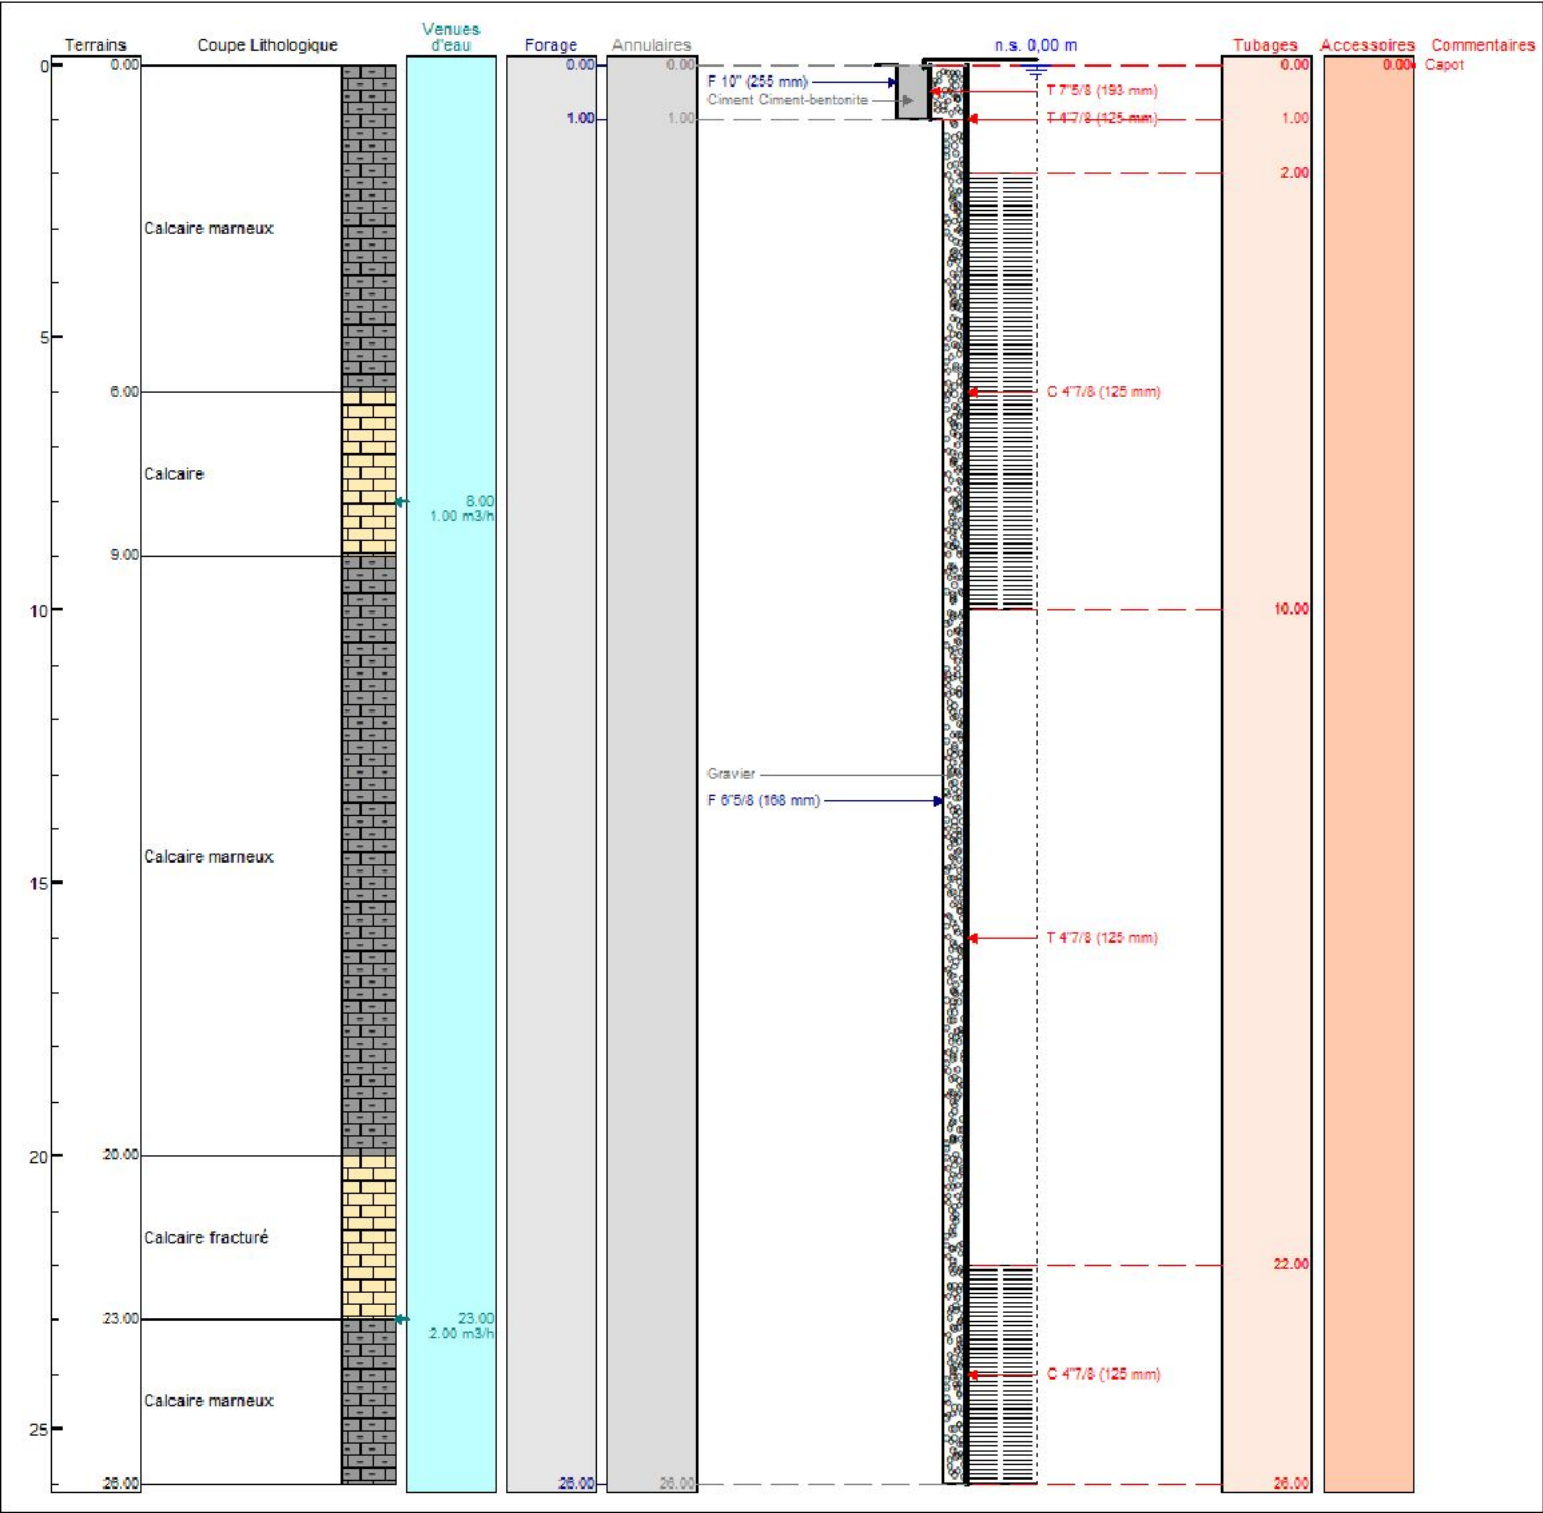 Terrains
Coupe Lithologique
Venues
d'eau
Forage
Annulaires
n.s. 0,00 m
Tubages
Accessoires
Commentaires
0
0.00
0.00
0.00
0.00
0.00
Capot
F 10" (255 mm)
Ciment Ciment-bentonite
T 7"5/8 (193 mm)
1.00
1.00
T 4"7/8 (125 mm)
1.00
2.00
Calcaire marneux
5
6.00
C 4"7/8 (125 mm)
Calcaire
8.00
1.00 m3/h
9.00
10
10.00
Gravier
F 6"5/8 (168 mm)
Calcaire marneux
15
T 4"7/8 (125 mm)
20
20.00
Calcaire fracturé
22.00
23.00
23.00
2.00 m3/h
C 4"7/8 (125 mm)
Calcaire marneux
25
26.00
26.00
26.00
26.00